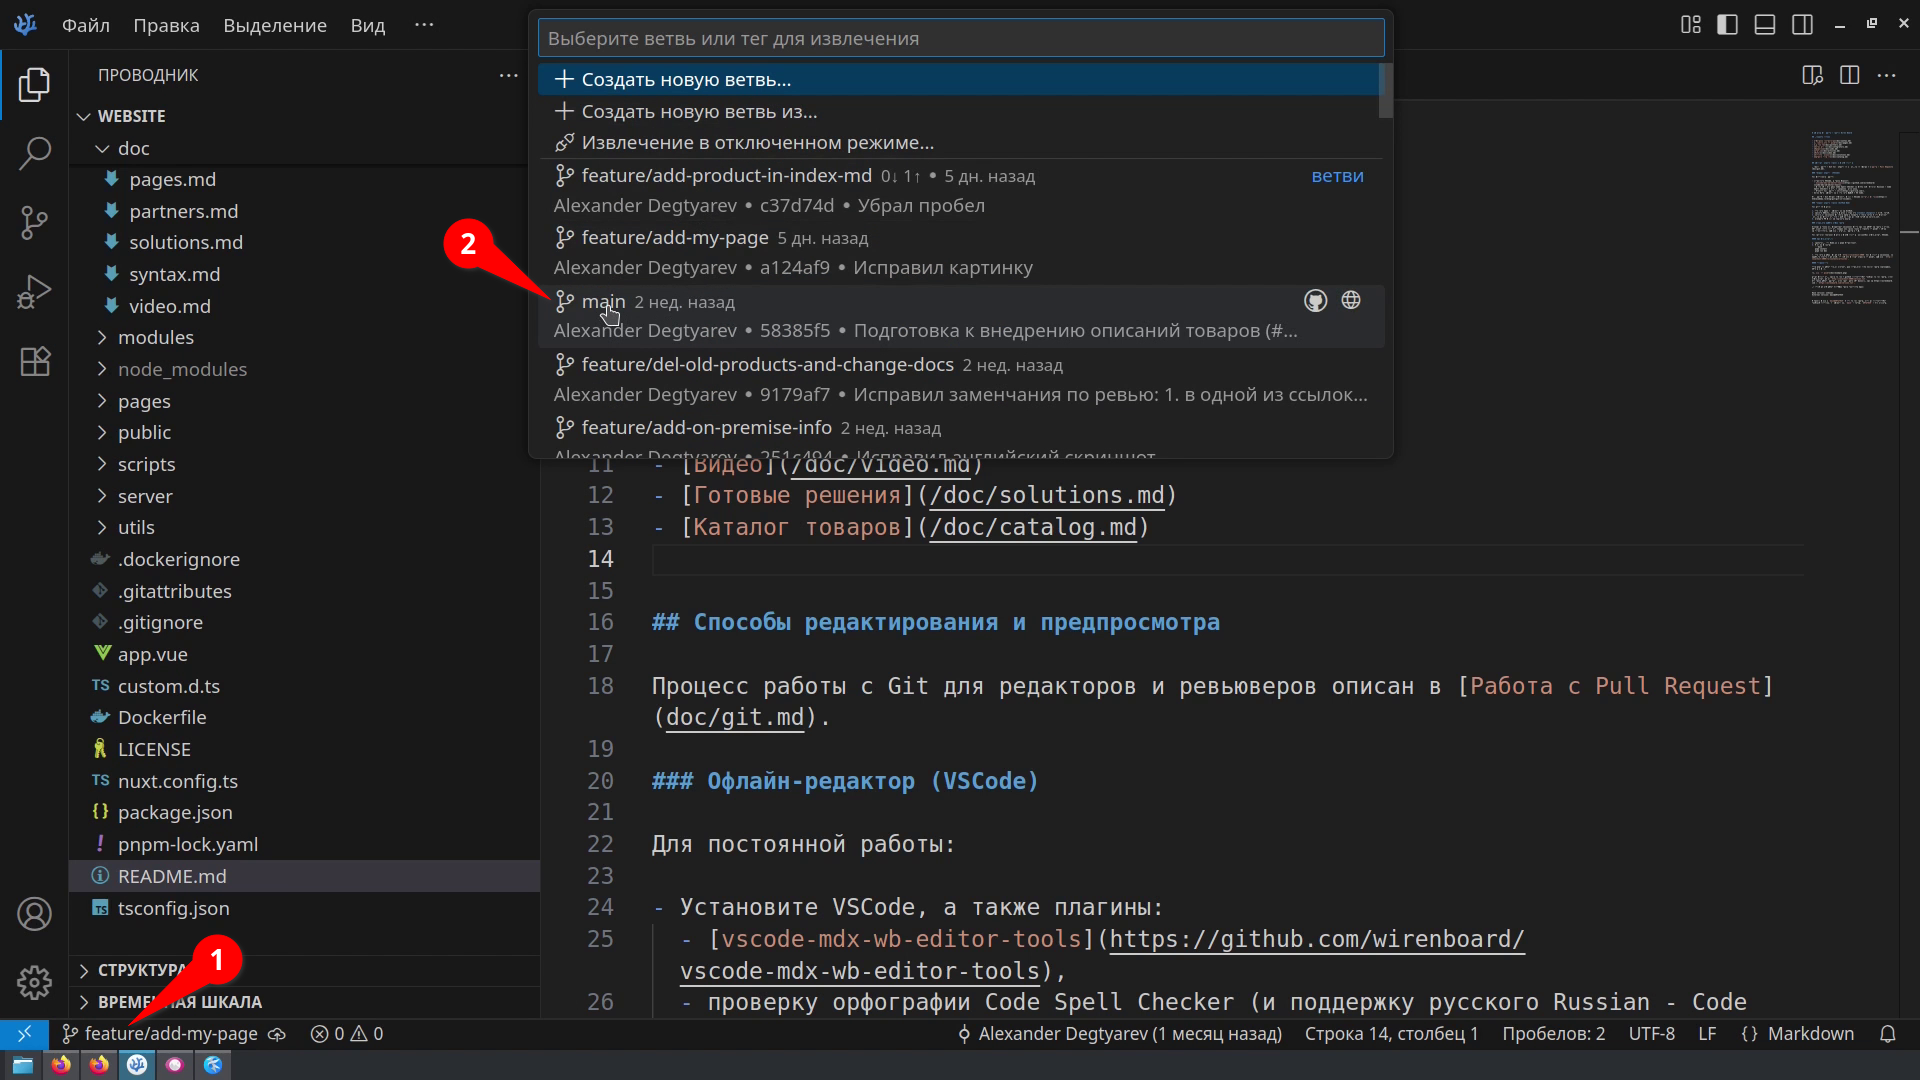 Файл Правка Выделение Вид ···
Выберите ветвь или тег для извлечения
Создать новую ветвь...
Создать новую ветвь из...
Извлечение в отключенном режиме...
feature/add-product-in-index-md 0↓ 1↑ • 5 дн. назад ветви
Alexander Degtyarev • c37d74d • Убрал пробел
feature/add-my-page 5 дн. назад
Alexander Degtyarev • a124af9 • Исправил картинку
main 2 нед. назад
Alexander Degtyarev • 58385f5 • Подготовка к внедрению описаний товаров (#...
feature/del-old-products-and-change-docs 2 нед. назад
Alexander Degtyarev • 9179af7 • Исправил заменчания по ревью: 1. в одной из ссылок...
feature/add-on-premise-info 2 нед. назад
Alexander Degtyarev • 251c494 • Исправил английский скриншот
2
ПРОВОДНИК ···
WEBSITE
doc
pages.md
partners.md
solutions.md
syntax.md
video.md
modules
node_modules
pages
public
scripts
server
utils
.dockerignore
.gitattributes
.gitignore
app.vue
TS custom.d.ts
Dockerfile
LICENSE
TS nuxt.config.ts
{} package.json
! pnpm-lock.yaml
README.md
TS tsconfig.json
СТРУКТУРА
ВРЕМЕННАЯ ШКАЛА
1
11 - [Видео](/doc/video.md)
12 - [Готовые решения](/doc/solutions.md)
13 - [Каталог товаров](/doc/catalog.md)
14
15
16 ## Способы редактирования и предпросмотра
17
18 Процесс работы с Git для редакторов и ревьюверов описан в [Работа с Pull Request]
(doc/git.md).
19
20 ### Офлайн-редактор (VSCode)
21
22 Для постоянной работы:
23
24 - Установите VSCode, а также плагины:
25 - [vscode-mdx-wb-editor-tools](https://github.com/wirenboard/
vscode-mdx-wb-editor-tools),
26 - проверку орфографии Code Spell Checker (и поддержку русского Russian - Code
feature/add-my-page 0 0 Alexander Degtyarev (1 месяц назад) Строка 14, столбец 1 Пробелов: 2 UTF-8 LF {} Markdown